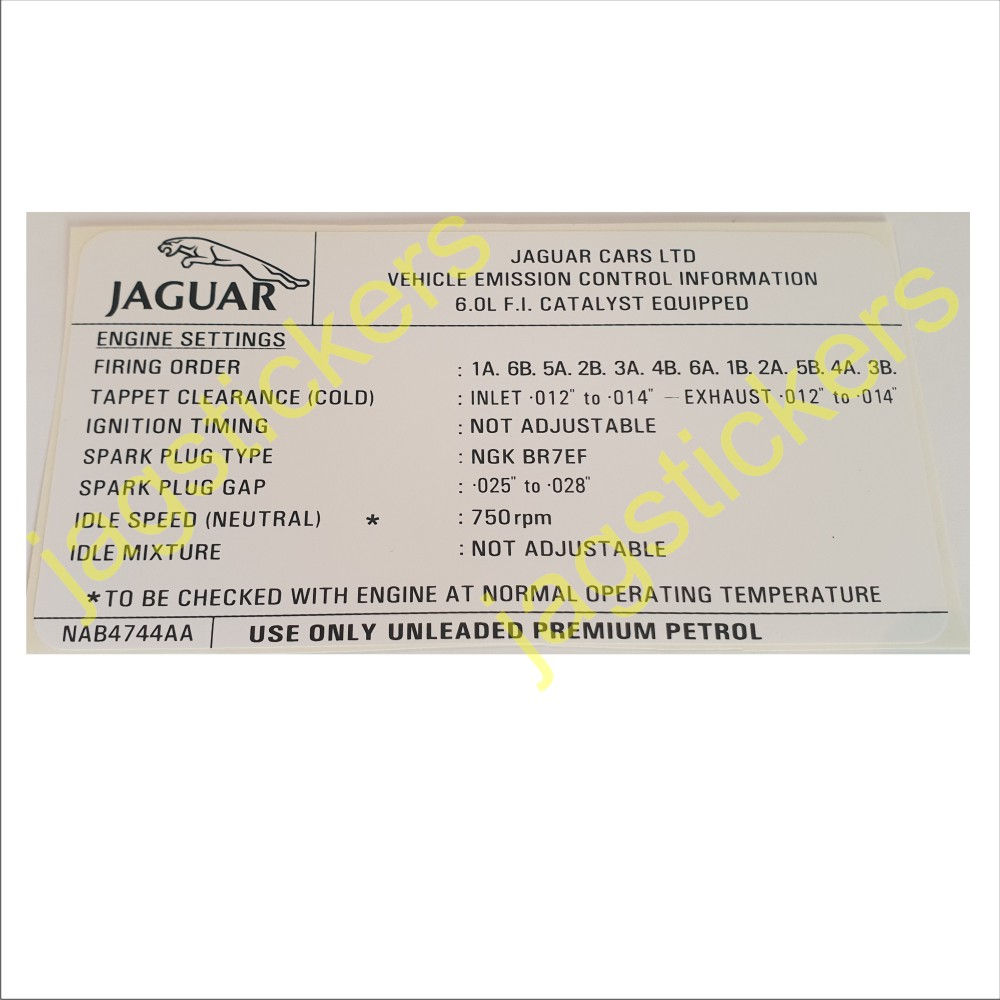 JAGUAR
JAGUAR CARS LTD
VEHICLE EMISSION CONTROL INFORMATION
6.0L F.I. CATALYST EQUIPPED
ENGINE SETTINGS
FIRING ORDER : 1A. 6B. 5A. 2B. 3A. 4B. 6A. 1B. 2A. 5B. 4A. 3B.
TAPPET CLEARANCE (COLD) : INLET ·012" to ·014" — EXHAUST ·012" to ·014"
IGNITION TIMING : NOT ADJUSTABLE
SPARK PLUG TYPE : NGK BR7EF
SPARK PLUG GAP : ·025" to ·028"
IDLE SPEED (NEUTRAL) * : 750rpm
IDLE MIXTURE : NOT ADJUSTABLE
*TO BE CHECKED WITH ENGINE AT NORMAL OPERATING TEMPERATURE
NAB4744AA USE ONLY UNLEADED PREMIUM PETROL
jagstickers
jagstickers